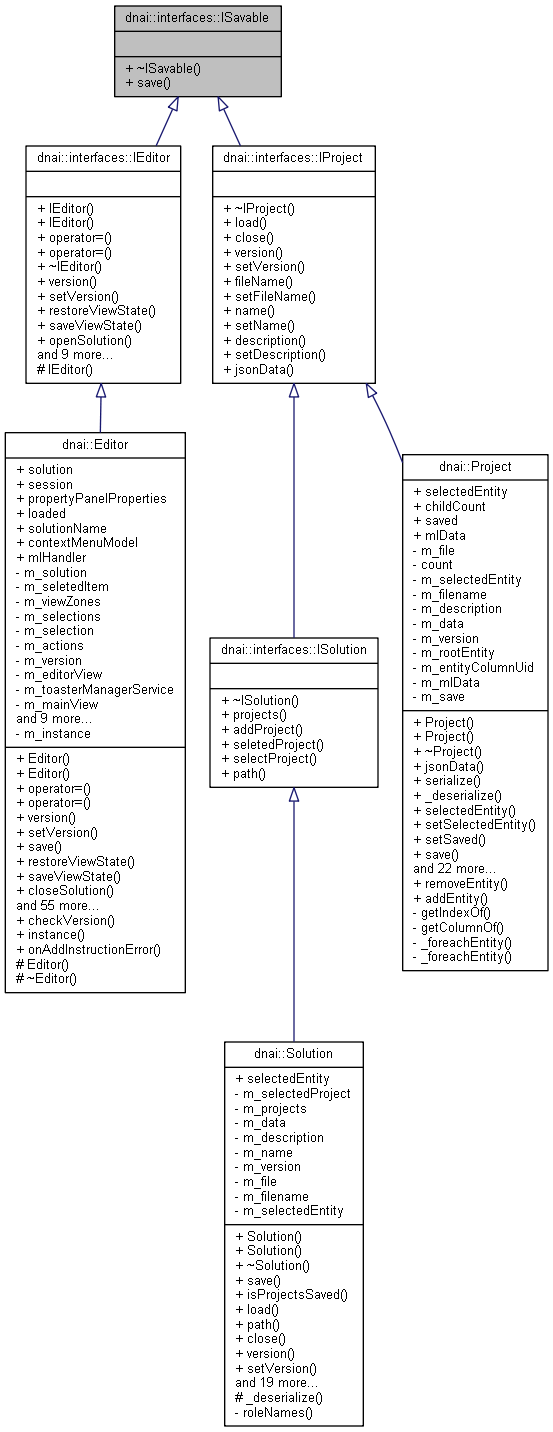 dnai::interfaces::ISavable
+ ~ISavable()
+ save()
dnai::interfaces::IEditor
+ IEditor()
+ IEditor()
+ operator=()
+ operator=()
+ ~IEditor()
+ version()
+ setVersion()
+ restoreViewState()
+ saveViewState()
+ openSolution()
and 9 more...
# IEditor()
dnai::interfaces::IProject
+ ~IProject()
+ load()
+ close()
+ version()
+ setVersion()
+ fileName()
+ setFileName()
+ name()
+ setName()
+ description()
+ setDescription()
+ jsonData()
dnai::Editor
+ solution
+ session
+ propertyPanelProperties
+ loaded
+ solutionName
+ contextMenuModel
+ mlHandler
- m_solution
- m_seletedItem
- m_viewZones
- m_selections
- m_selection
- m_actions
- m_version
- m_editorView
- m_toasterManagerService
- m_mainView
and 9 more...
- m_instance
+ Editor()
+ Editor()
+ operator=()
+ operator=()
+ version()
+ setVersion()
+ save()
+ restoreViewState()
+ saveViewState()
+ closeSolution()
and 55 more...
+ checkVersion()
+ instance()
+ onAddInstructionError()
# Editor()
# ~Editor()
dnai::Project
+ selectedEntity
+ childCount
+ saved
+ mlData
- m_file
- count
- m_selectedEntity
- m_filename
- m_description
- m_data
- m_version
- m_rootEntity
- m_entityColumnUid
- m_mlData
- m_save
+ Project()
+ Project()
+ ~Project()
+ jsonData()
+ serialize()
+ _deserialize()
+ selectedEntity()
+ setSelectedEntity()
+ setSaved()
+ save()
and 22 more...
+ removeEntity()
+ addEntity()
- getIndexOf()
- getColumnOf()
- _foreachEntity()
- _foreachEntity()
dnai::interfaces::ISolution
+ ~ISolution()
+ projects()
+ addProject()
+ seletedProject()
+ selectProject()
+ path()
dnai::Solution
+ selectedEntity
- m_selectedProject
- m_projects
- m_data
- m_description
- m_name
- m_version
- m_file
- m_filename
- m_selectedEntity
+ Solution()
+ Solution()
+ ~Solution()
+ save()
+ isProjectsSaved()
+ load()
+ path()
+ close()
+ version()
+ setVersion()
and 19 more...
# _deserialize()
- roleNames()